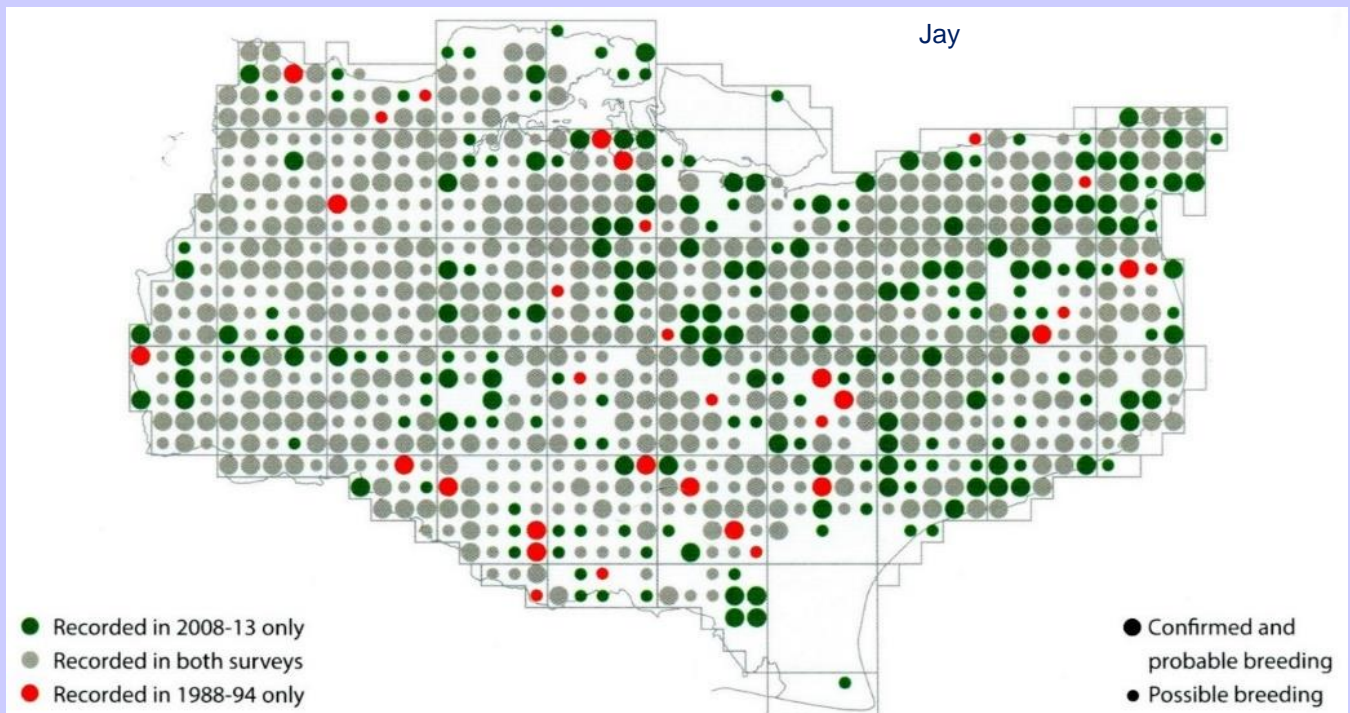 Jay
Recorded in 2008-13 only
Recorded in both surveys
Recorded in 1988-94 only
Confirmed and
probable breeding
Possible breeding